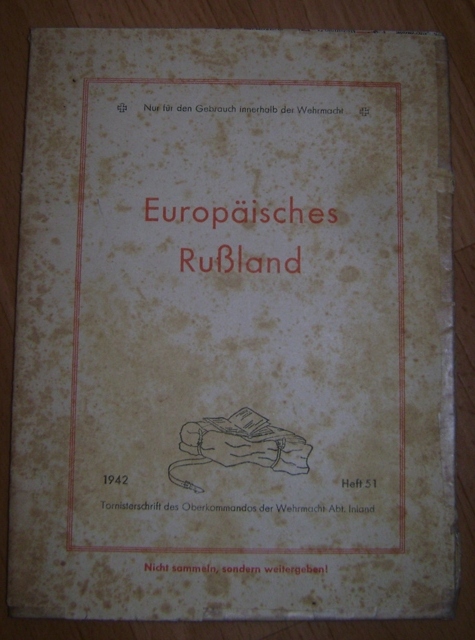 Nur für den Gebrauch innerhalb der Wehrmacht
Europäisches
Rußland
1942
Heft 51
Tornisterschrift des Oberkommandos der Wehrmacht Abt. Inland
Nicht sammeln, sondern weitergeben!